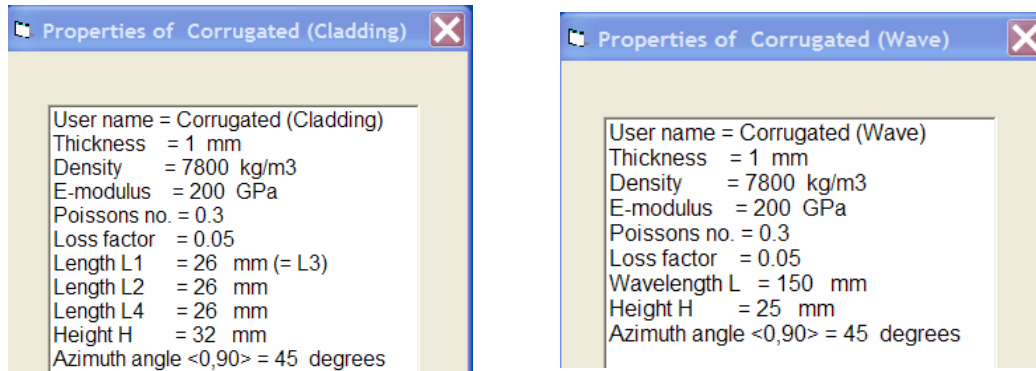 Properties of Corrugated (Cladding)
User name = Corrugated (Cladding)
Thickness = 1 mm
Density = 7800 kg/m3
E-modulus = 200 GPa
Poissons no. = 0.3
Loss factor = 0.05
Length L1 = 26 mm (= L3)
Length L2 = 26 mm
Length L4 = 26 mm
Height H = 32 mm
Azimuth angle <0,90> = 45 degrees
Properties of Corrugated (Wave)
User name = Corrugated (Wave)
Thickness = 1 mm
Density = 7800 kg/m3
E-modulus = 200 GPa
Poissons no. = 0.3
Loss factor = 0.05
Wavelength L = 150 mm
Height H = 25 mm
Azimuth angle <0,90> = 45 degrees